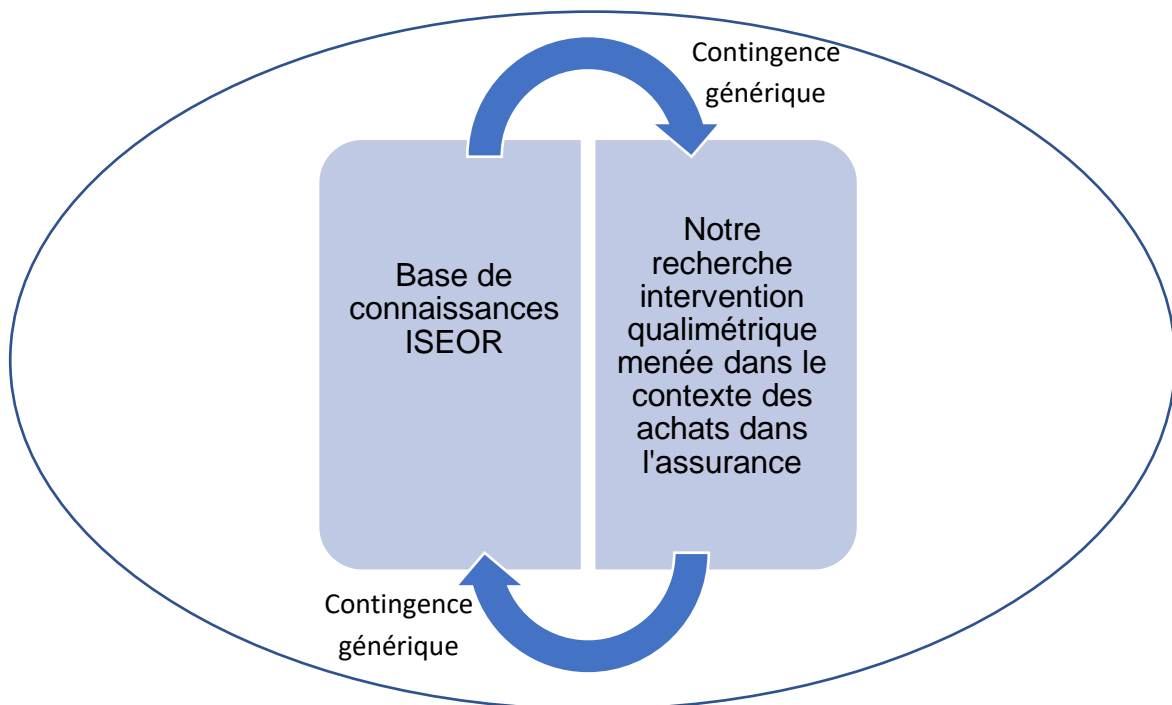 Contingence
générique
Base de
connaissances
ISEOR
Notre
recherche
intervention
qualimétrique
menée dans le
contexte des
achats dans
l'assurance
Contingence
générique